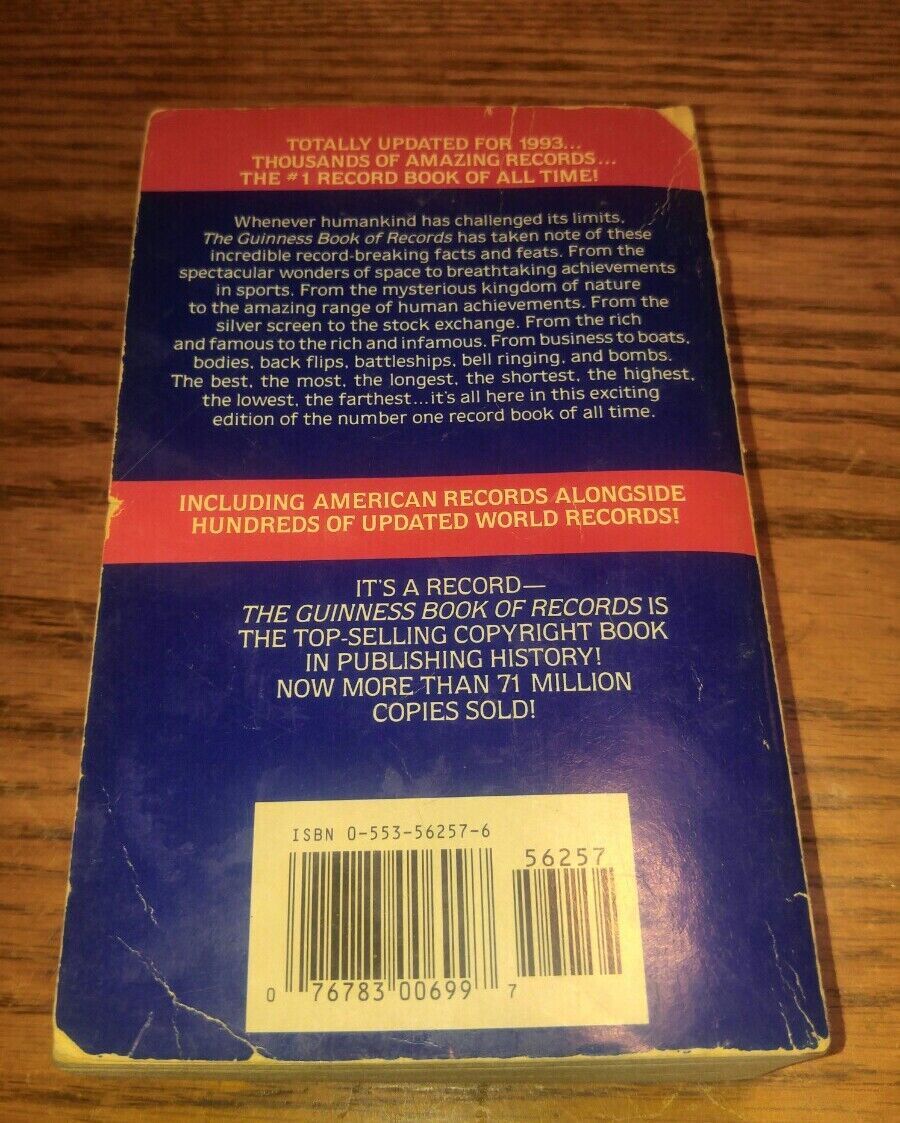 TOTALLY UPDATED FOR 1993...
THOUSANDS OF AMAZING RECORDS...
THE #1 RECORD BOOK OF ALL TIME!
Whenever humankind has challenged its limits,
The Guinness Book of Records has taken note of these
incredible record-breaking facts and feats. From the
spectacular wonders of space to breathtaking achievements
in sports. From the mysterious kingdom of nature
to the amazing range of human achievements. From the
silver screen to the stock exchange. From the rich
and famous to the rich and infamous. From business to boats,
bodies, back flips, battleships, bell ringing, and bombs.
The best, the most, the longest, the shortest, the highest,
the lowest, the farthest...it's all here in this exciting
edition of the number one record book of all time.
INCLUDING AMERICAN RECORDS ALONGSIDE
HUNDREDS OF UPDATED WORLD RECORDS!
IT'S A RECORD—
THE GUINNESS BOOK OF RECORDS IS
THE TOP-SELLING COPYRIGHT BOOK
IN PUBLISHING HISTORY!
NOW MORE THAN 71 MILLION
COPIES SOLD!
ISBN 0-553-56257-6
56257
0 76783 00699 7